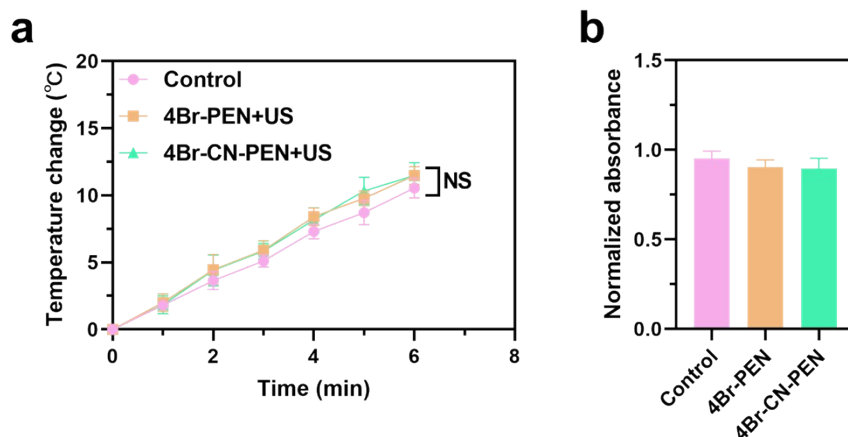 a
Temperature change (℃)
20
15
10
5
0
Control
4Br-PEN+US
4Br-CN-PEN+US
NS
0
2
4
6
8
Time (min)
b
Normalized absorbance
1.5
1.0
0.5
0.0
Control
4Br-PEN
4Br-CN-PEN